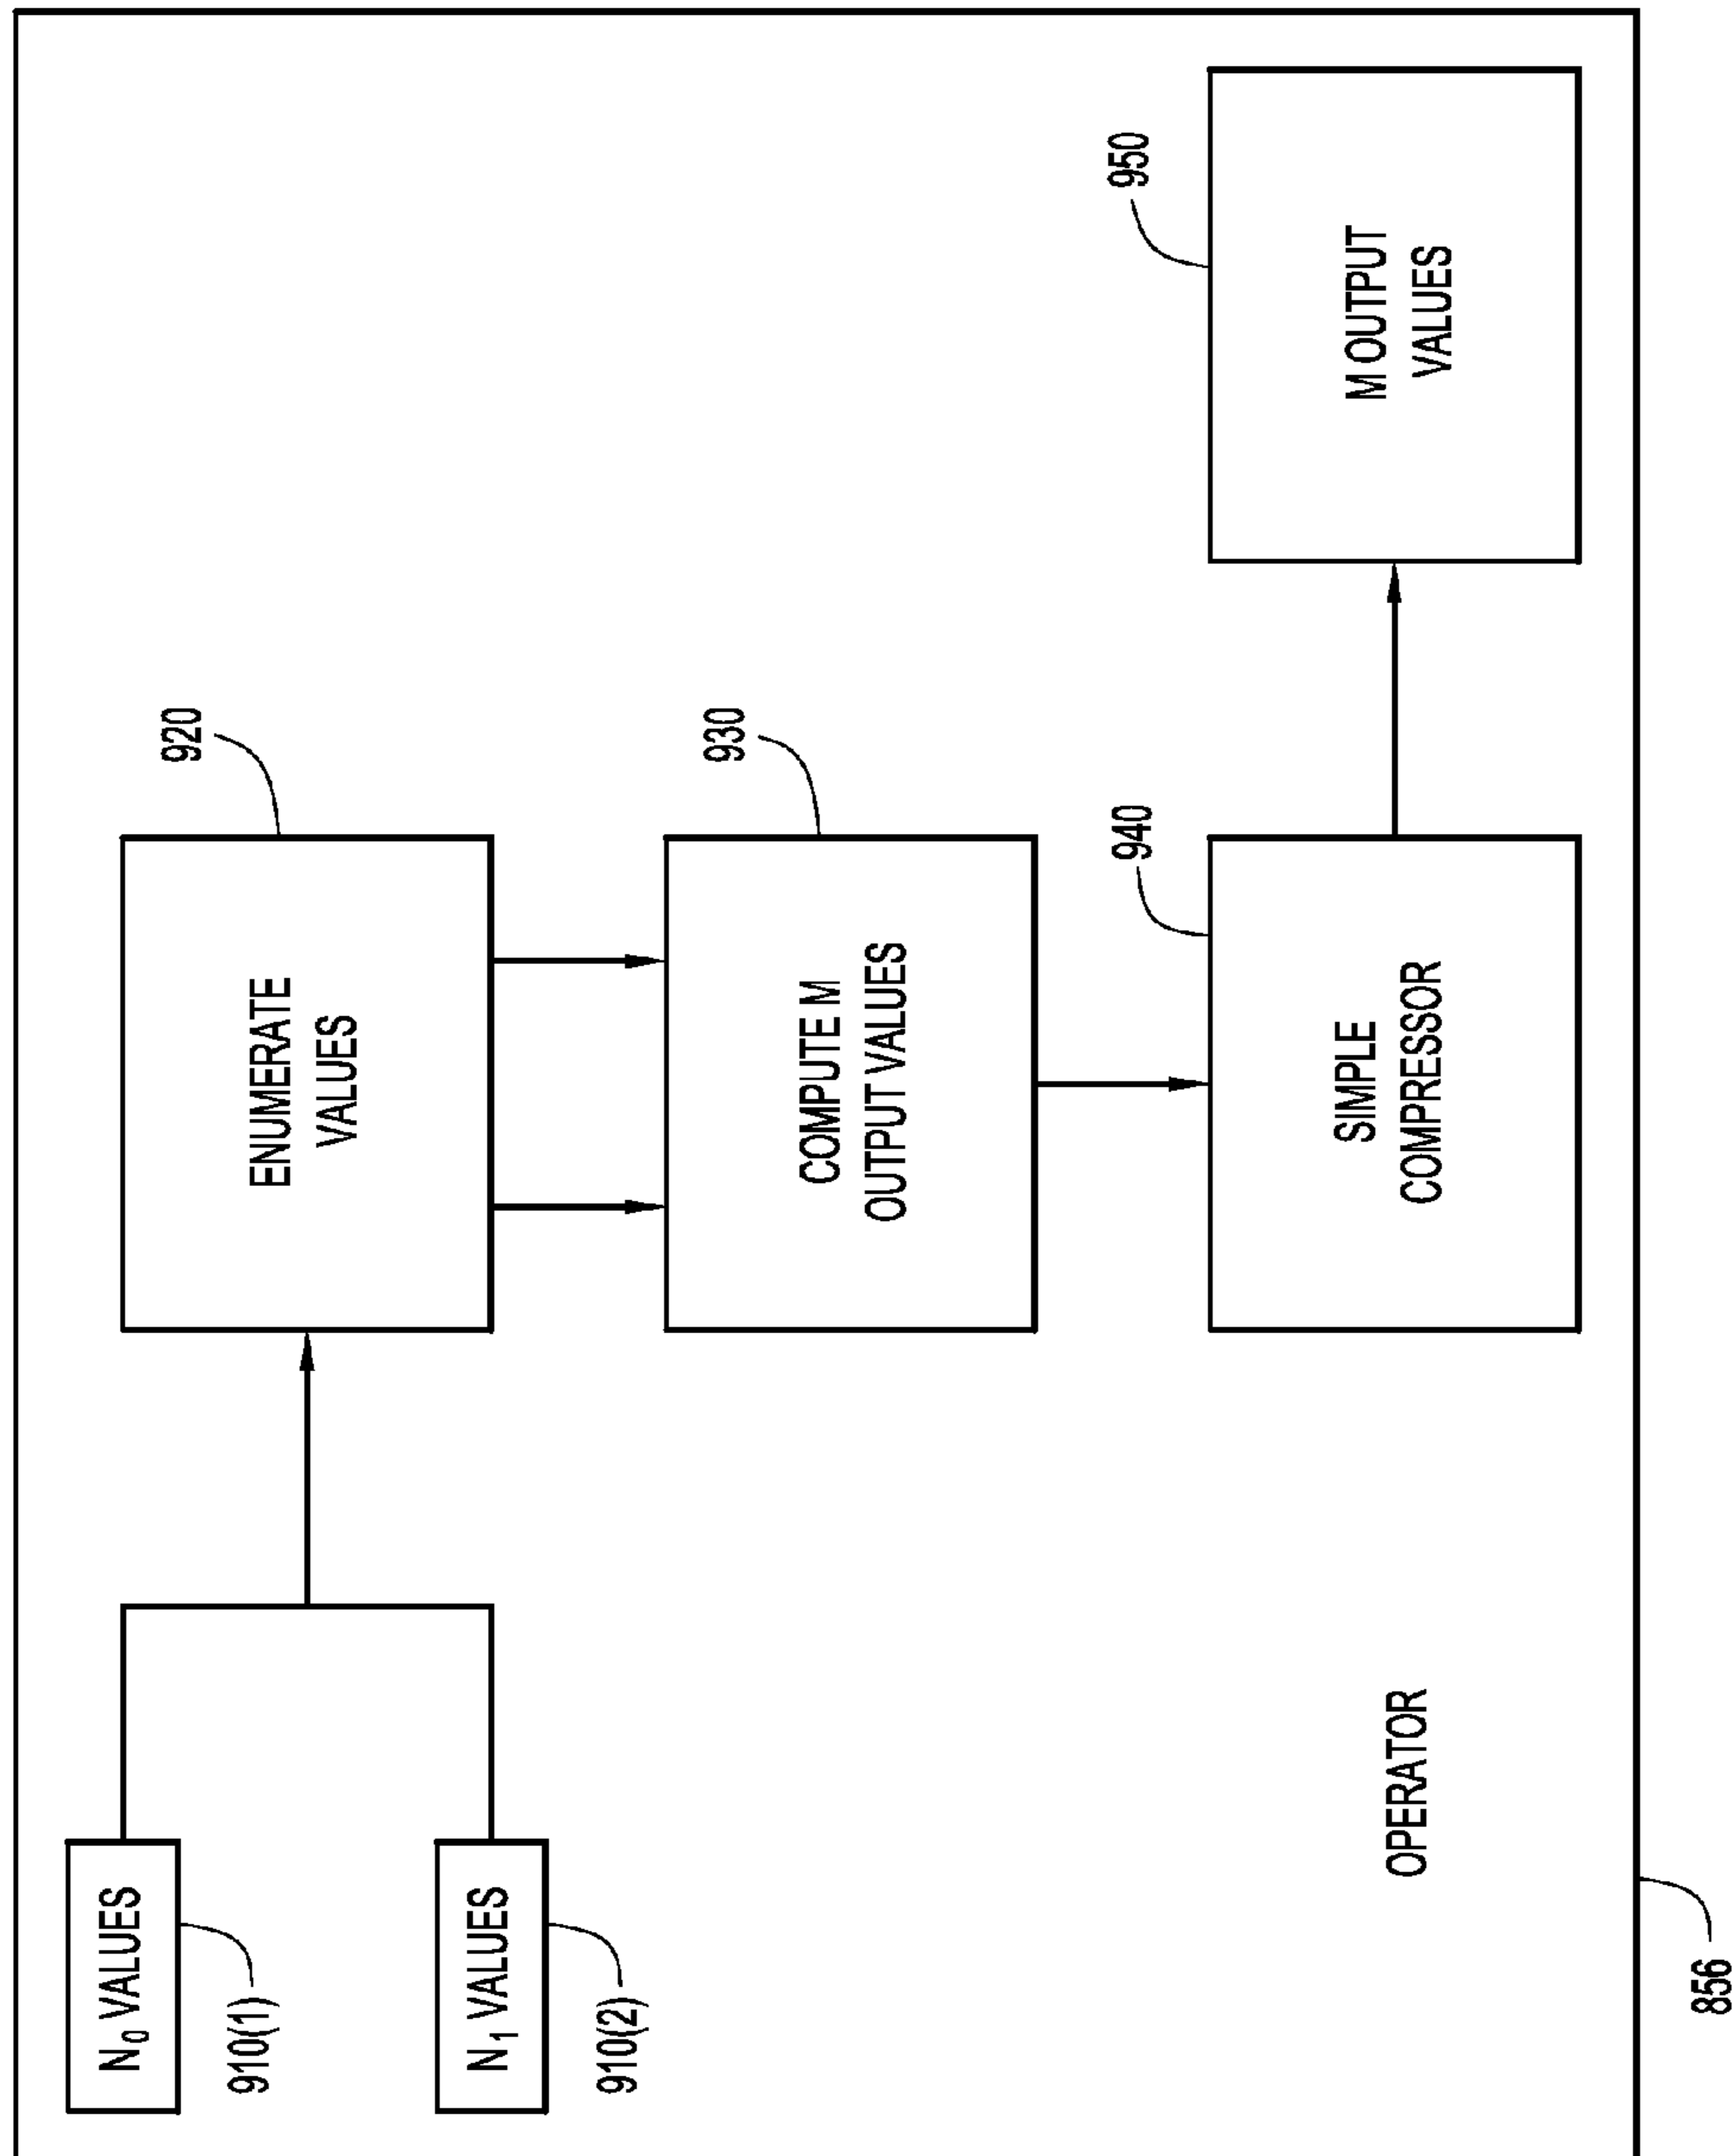 N0 VALUES
910(1)
N1 VALUES
910(2)
920
ENUMERATE
VALUES
930
COMPUTE M
OUTPUT VALUES
940
SIMPLE
COMPRESSOR
950
M OUTPUT
VALUES
OPERATOR
856